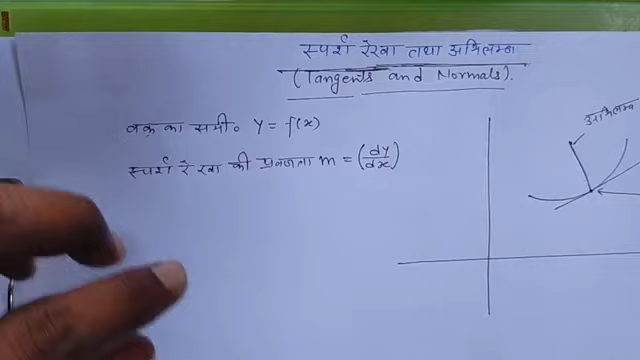 स्पर्श रेखा तथा अभिलम्ब
(Tangents and Normals).
वक्र का समी० y = f(x)
स्पर्श रेखा की प्रवणता m = (dy/dx)
अभिलम्ब